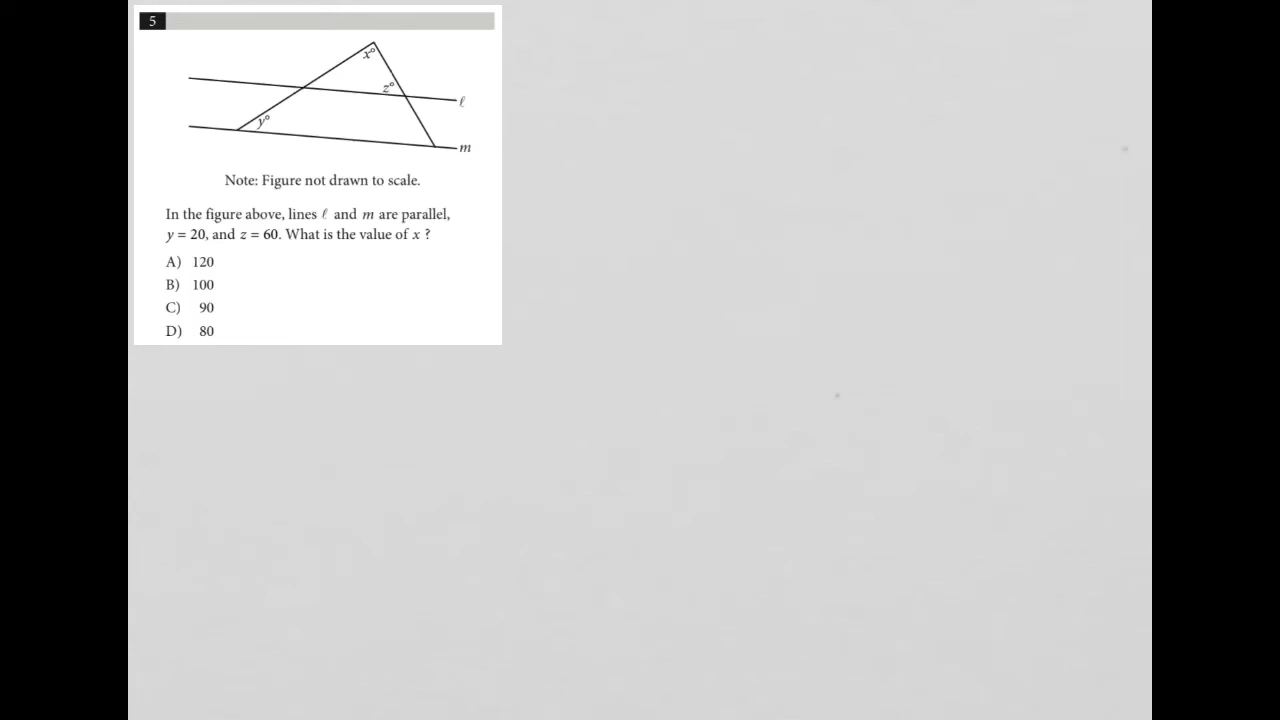 5
x°
z°
ℓ
y°
m
Note: Figure not drawn to scale.
In the figure above, lines ℓ and m are parallel,
y = 20, and z = 60. What is the value of x ?
A) 120
B) 100
C) 90
D) 80